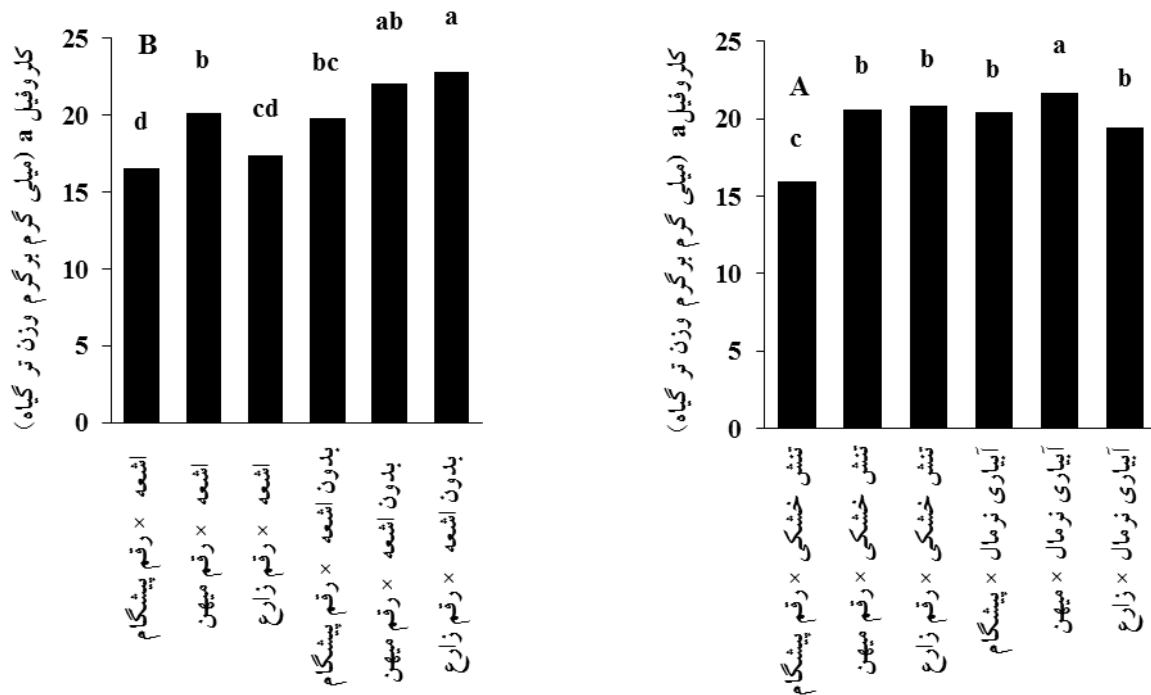 کلروفیل a (میلی گرم برگرم وزن تر گیاه)
25
20
15
10
5
0
B
d
b
cd
bc
ab
a
اشعه × رقم پیشگام
اشعه × رقم میهن
اشعه × رقم زارع
بدون اشعه × رقم پیشگام
بدون اشعه × رقم میهن
بدون اشعه × رقم زارع
کلروفیل a (میلی گرم برگرم وزن تر گیاه)
25
20
15
10
5
0
A
c
b
b
b
a
b
تنش خشکی × رقم پیشگام
تنش خشکی × رقم میهن
تنش خشکی × رقم زارع
آبیاری نرمال × پیشگام
آبیاری نرمال × میهن
آبیاری نرمال × زارع